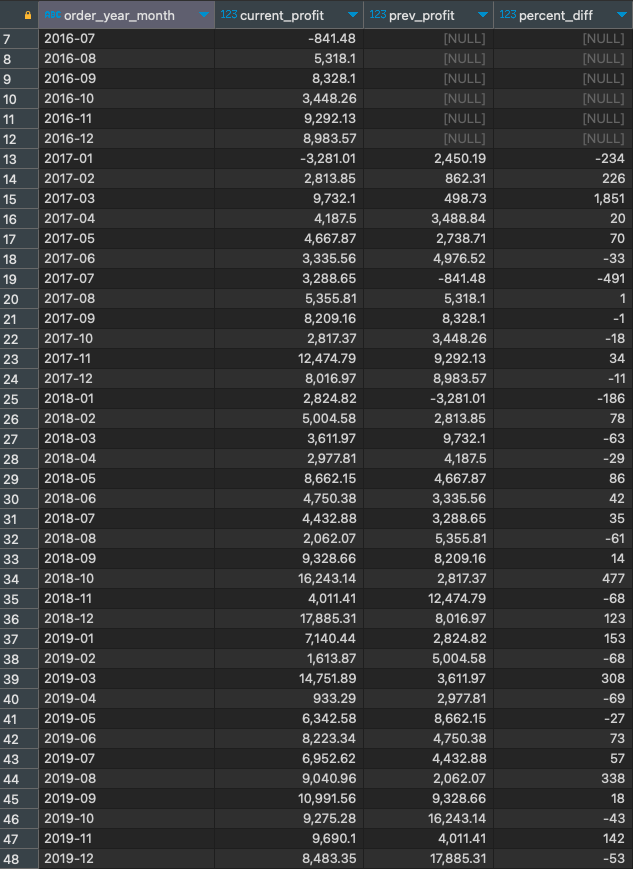 order_year_month 123 current_profit 123 prev_profit 123 percent_diff
7 2016-07 -841.48 [NULL] [NULL]
8 2016-08 5,318.1 [NULL] [NULL]
9 2016-09 8,328.1 [NULL] [NULL]
10 2016-10 3,448.26 [NULL] [NULL]
11 2016-11 9,292.13 [NULL] [NULL]
12 2016-12 8,983.57 [NULL] [NULL]
13 2017-01 -3,281.01 2,450.19 -234
14 2017-02 2,813.85 862.31 226
15 2017-03 9,732.1 498.73 1,851
16 2017-04 4,187.5 3,488.84 20
17 2017-05 4,667.87 2,738.71 70
18 2017-06 3,335.56 4,976.52 -33
19 2017-07 3,288.65 -841.48 -491
20 2017-08 5,355.81 5,318.1 1
21 2017-09 8,209.16 8,328.1 -1
22 2017-10 2,817.37 3,448.26 -18
23 2017-11 12,474.79 9,292.13 34
24 2017-12 8,016.97 8,983.57 -11
25 2018-01 2,824.82 -3,281.01 -186
26 2018-02 5,004.58 2,813.85 78
27 2018-03 3,611.97 9,732.1 -63
28 2018-04 2,977.81 4,187.5 -29
29 2018-05 8,662.15 4,667.87 86
30 2018-06 4,750.38 3,335.56 42
31 2018-07 4,432.88 3,288.65 35
32 2018-08 2,062.07 5,355.81 -61
33 2018-09 9,328.66 8,209.16 14
34 2018-10 16,243.14 2,817.37 477
35 2018-11 4,011.41 12,474.79 -68
36 2018-12 17,885.31 8,016.97 123
37 2019-01 7,140.44 2,824.82 153
38 2019-02 1,613.87 5,004.58 -68
39 2019-03 14,751.89 3,611.97 308
40 2019-04 933.29 2,977.81 -69
41 2019-05 6,342.58 8,662.15 -27
42 2019-06 8,223.34 4,750.38 73
43 2019-07 6,952.62 4,432.88 57
44 2019-08 9,040.96 2,062.07 338
45 2019-09 10,991.56 9,328.66 18
46 2019-10 9,275.28 16,243.14 -43
47 2019-11 9,690.1 4,011.41 142
48 2019-12 8,483.35 17,885.31 -53